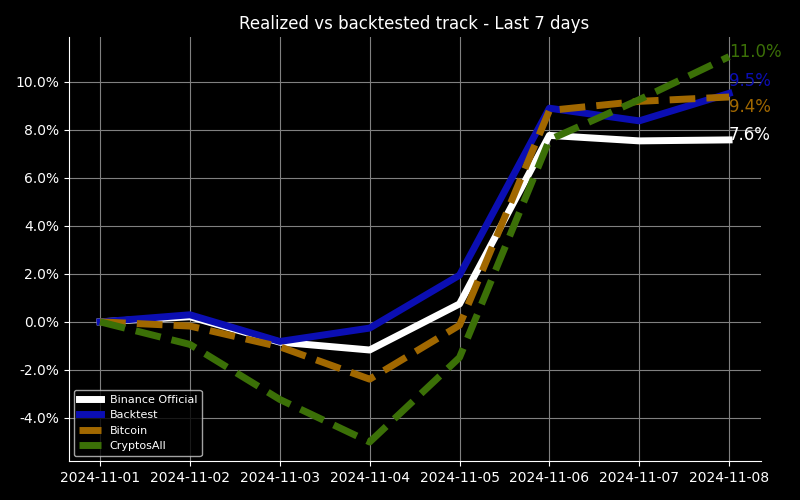 Realized vs backtested track - Last 7 days
11.0%
10.0%
9.5%
9.4%
8.0%
7.6%
6.0%
4.0%
2.0%
0.0%
-2.0%
-4.0%
Binance Official
Backtest
Bitcoin
CryptosAll
2024-11-01 2024-11-02 2024-11-03 2024-11-04 2024-11-05 2024-11-06 2024-11-07 2024-11-08